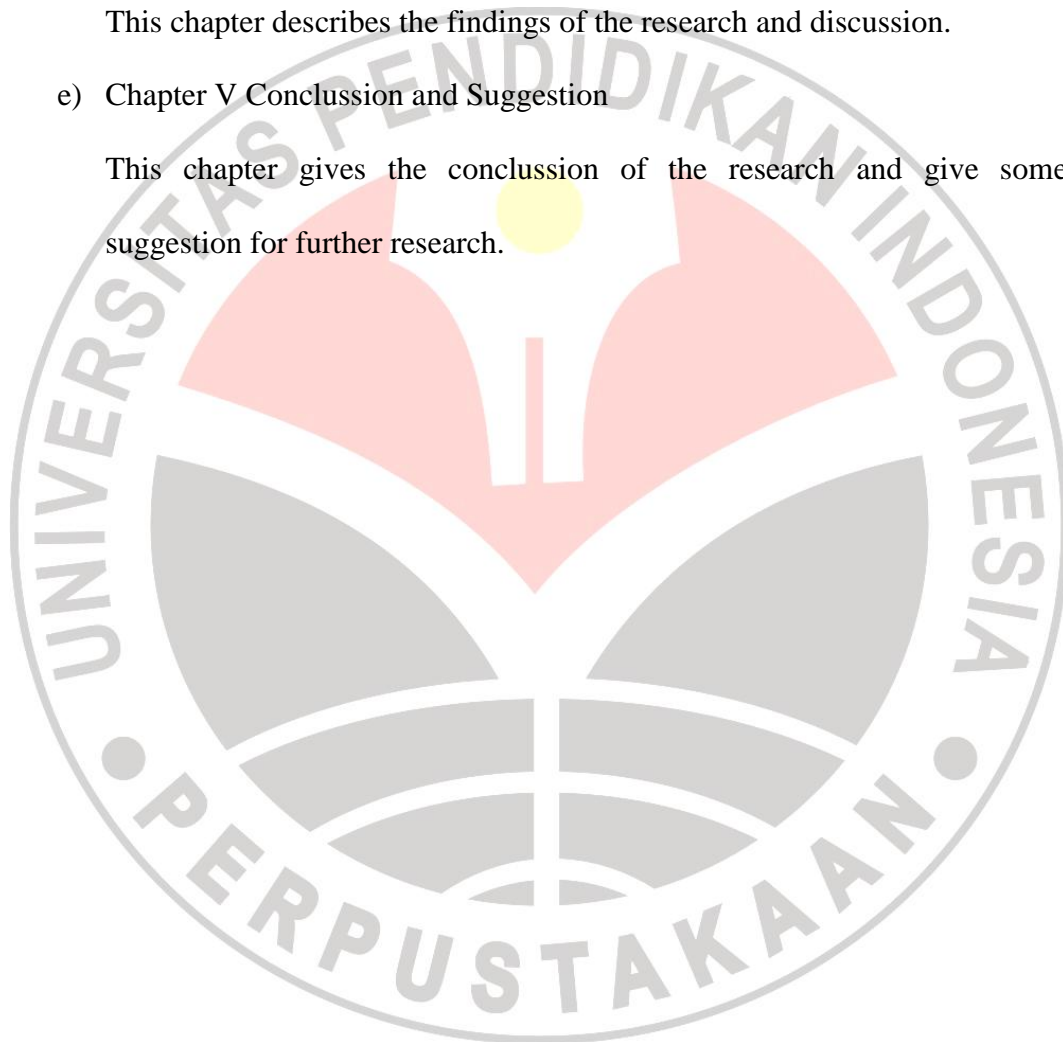 This chapter describes the findings of the research and discussion.
e) Chapter V Conclussion and Suggestion
This chapter gives the conclussion of the research and give some
suggestion for further research.
UNIVERSITAS PENDIDIKAN INDONESIA
PERPUSTAKAAN